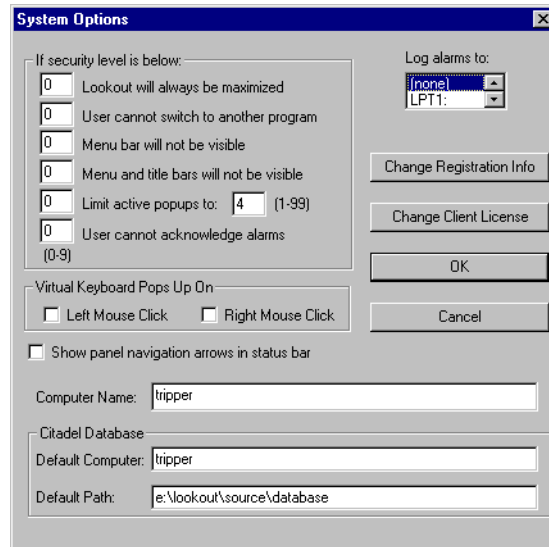 System Options
If security level is below:
0 Lookout will always be maximized
0 User cannot switch to another program
0 Menu bar will not be visible
0 Menu and title bars will not be visible
0 Limit active popups to: 4 (1-99)
0 User cannot acknowledge alarms
(0-9)
Log alarms to:
(none)
LPT1:
Change Registration Info
Change Client License
OK
Cancel
Virtual Keyboard Pops Up On
Left Mouse Click Right Mouse Click
Show panel navigation arrows in status bar
Computer Name: tripper
Citadel Database
Default Computer: tripper
Default Path: e:\lookout\source\database